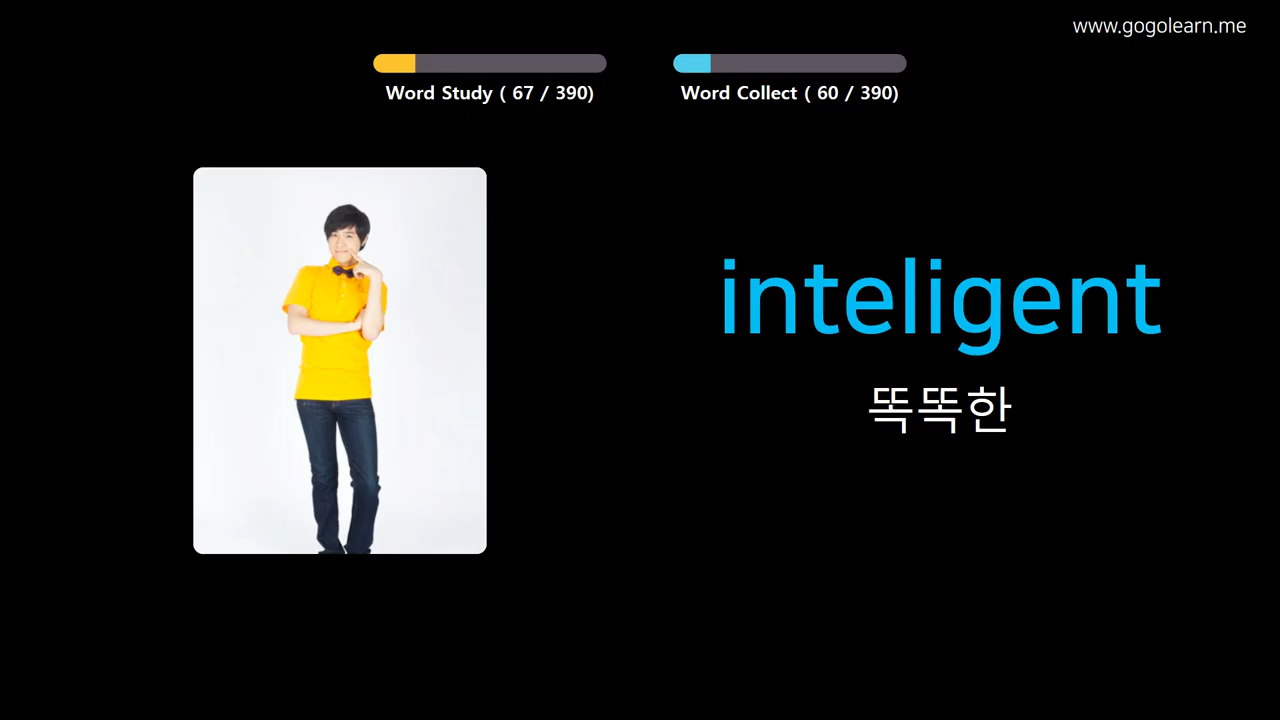 www.gogolearn.me
Word Study ( 67 / 390)
Word Collect ( 60 / 390)
inteligent
똑똑한